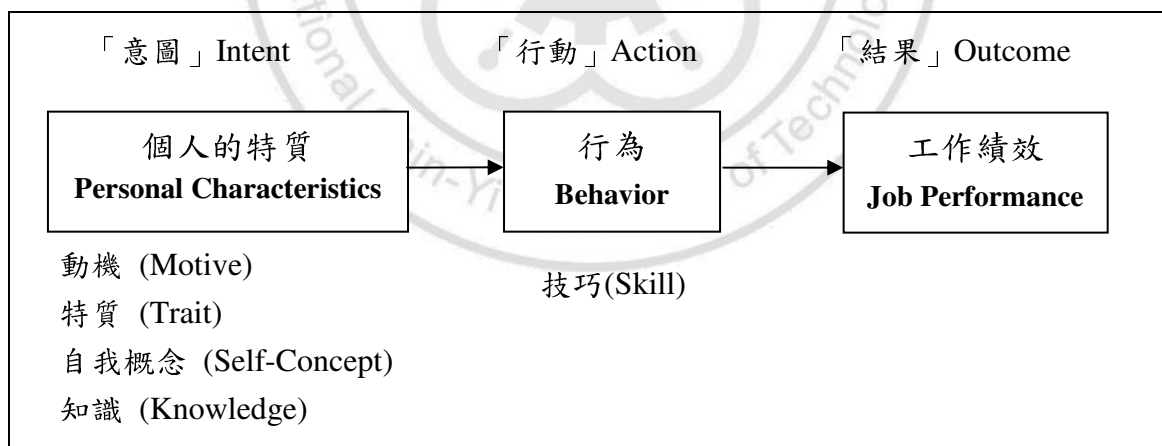 「意圖」Intent 「行動」Action 「結果」Outcome
個人的特質 行為 工作績效
Personal Characteristics Behavior Job Performance
動機 (Motive)
技巧(Skill)
特質 (Trait)
自我概念 (Self-Concept)
知識 (Knowledge)